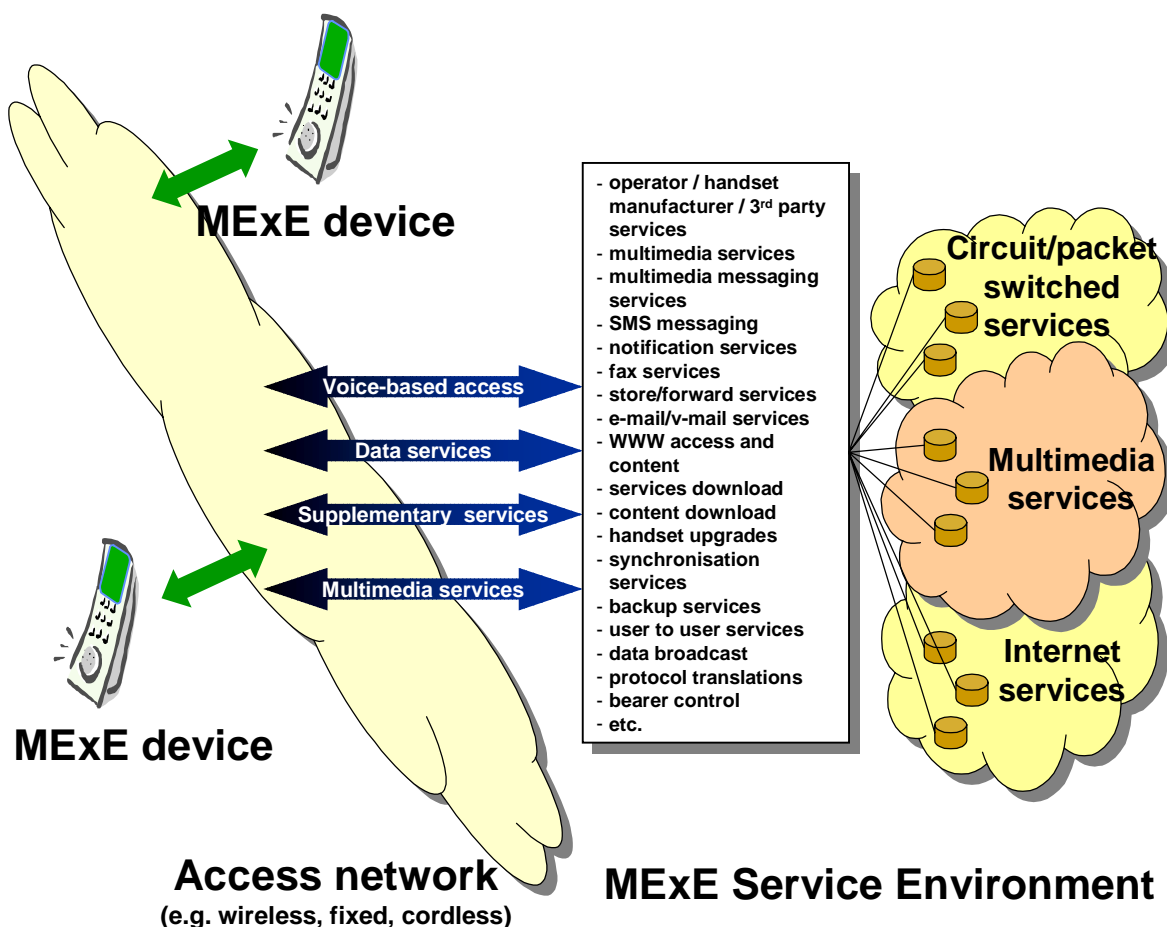 MExE device
- operator / handset
manufacturer / 3rd party
services
- multimedia services
- multimedia messaging
services
- SMS messaging
- notification services
- fax services
- store/forward services
- e-mail/v-mail services
- WWW access and
content
- services download
- content download
- handset upgrades
- synchronisation
services
- backup services
- user to user services
- data broadcast
- protocol translations
- bearer control
- etc.
Circuit/packet
switched
services
Voice-based access
Data services
Supplementary services
Multimedia services
Multimedia
services
Internet
services
MExE device
Access network
(e.g. wireless, fixed, cordless)
MExE Service Environment